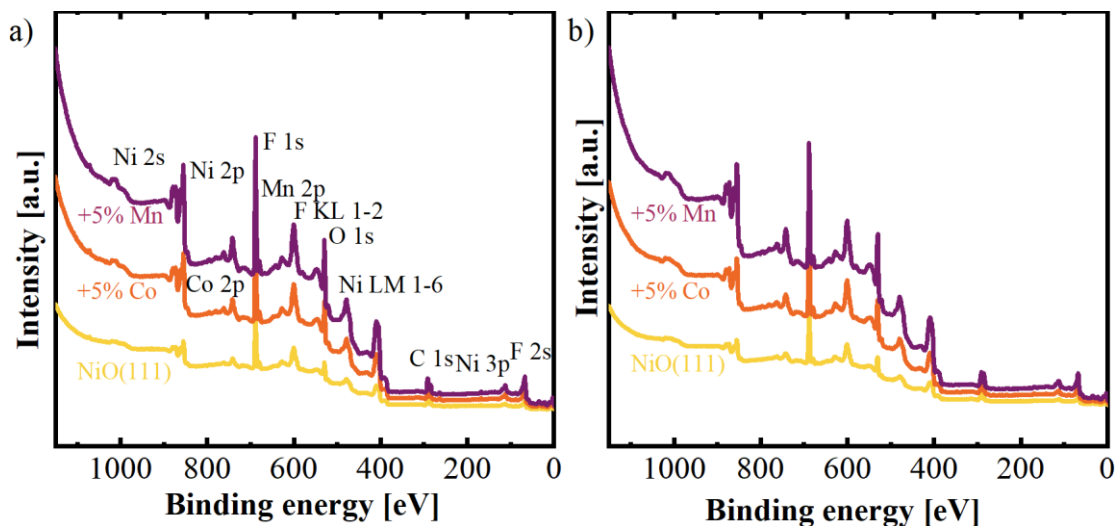 a)
Intensity [a.u.]
Ni 2s
Ni 2p
F 1s
Mn 2p
F KL 1-2
O 1s
+5% Mn
+5% Co
Co 2p
Ni LM 1-6
NiO(111)
C 1s
Ni 3p
F 2s
1000 800 600 400 200 0
Binding energy [eV]
b)
Intensity [a.u.]
+5% Mn
+5% Co
NiO(111)
1000 800 600 400 200 0
Binding energy [eV]